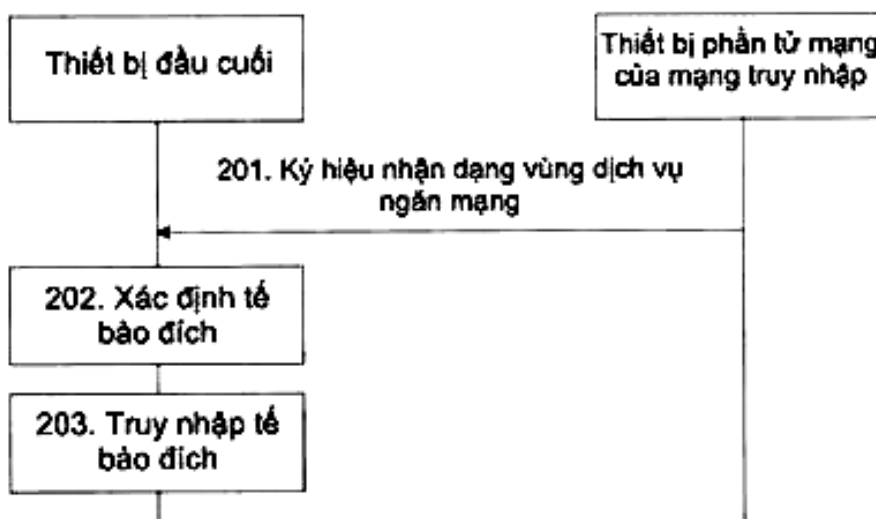 Thiết bị đầu cuối
Thiết bị phần tử mạng
của mạng truy nhập
201. Ký hiệu nhận dạng vùng dịch vụ
ngăn mạng
202. Xác định tế
bào đích
203. Truy nhập tế
bào đích